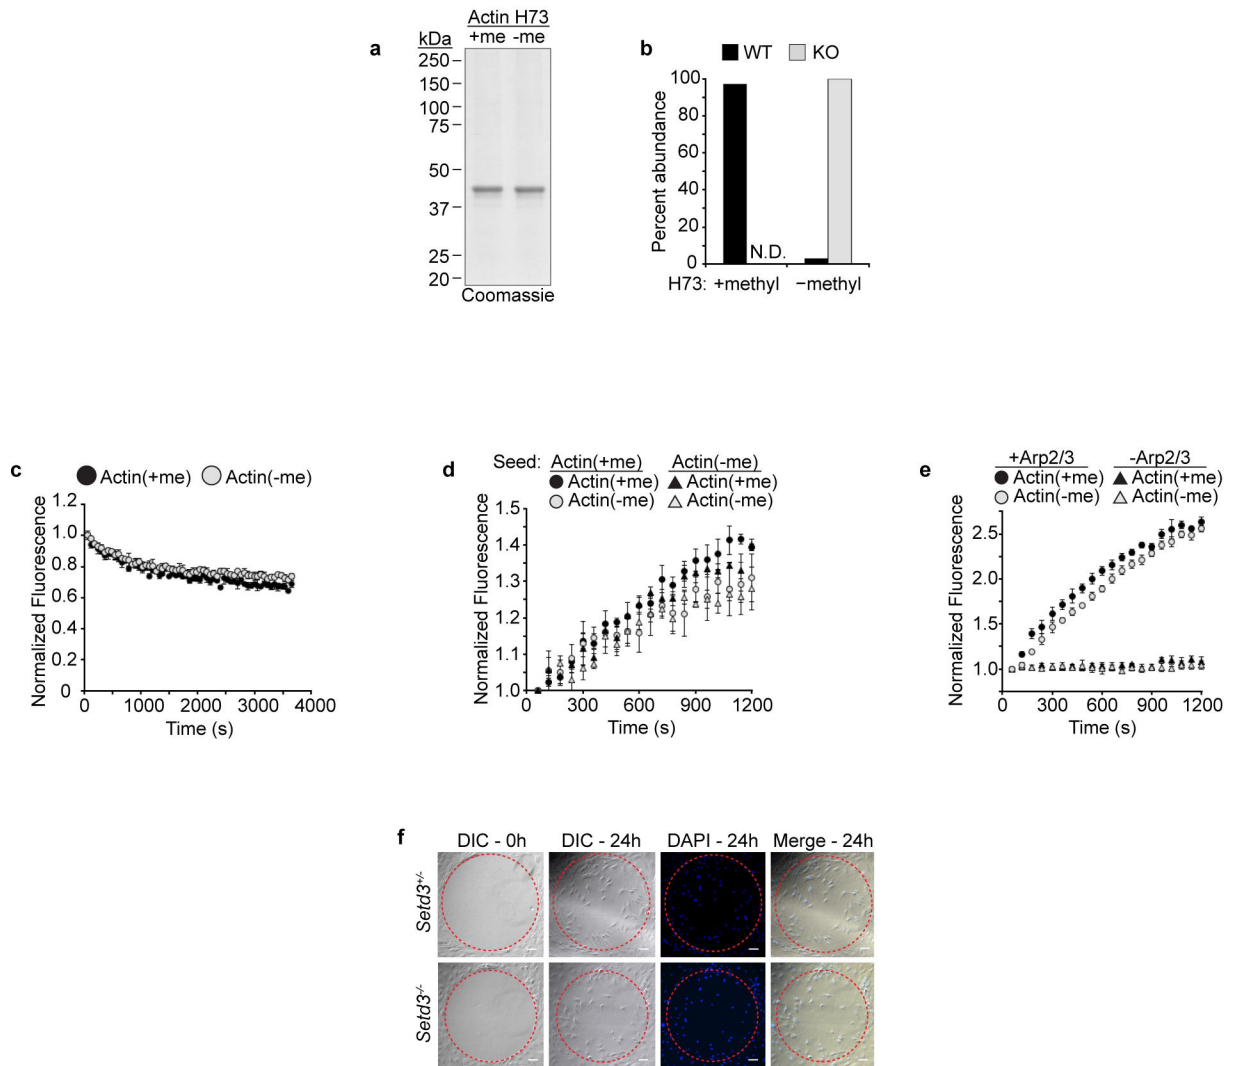 a
Actin H73
kDa
+me -me
250
150
100
75
50
37
25
20
Coomassie
b
WT KO
Percent abundance
100
80
60
40
20
0
N.D.
H73: +methyl −methyl
c
Actin(+me) Actin(-me)
Normalized Fluorescence
1.2
1.0
0.8
0.6
0.4
0.2
0
0 1000 2000 3000 4000
Time (s)
d
Seed: Actin(+me) Actin(-me)
Actin(+me) Actin(+me)
Actin(-me) Actin(-me)
Normalized Fluorescence
1.5
1.4
1.3
1.2
1.1
1.0
0 300 600 900 1200
Time (s)
e
+Arp2/3 -Arp2/3
Actin(+me) Actin(+me)
Actin(-me) Actin(-me)
Normalized Fluorescence
2.5
2.0
1.5
1.0
0 300 600 900 1200
Time (s)
f
DIC - 0h DIC - 24h DAPI - 24h Merge - 24h
Setd3+/-
Setd3-/-